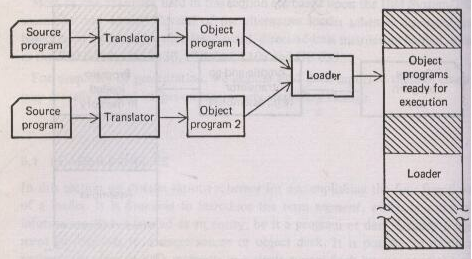 Source
program
Translator
Object
program 1
Source
program
Translator
Object
program 2
Loader
Object
programs
ready for
execution
Loader